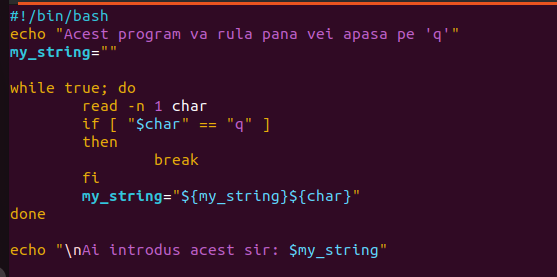 #!/bin/bash
echo "Acest program va rula pana vei apasa pe 'q'"
my_string=""

while true; do
        read -n 1 char
        if [ "$char" == "q" ]
        then
                break
        fi
        my_string="${my_string}${char}"
done

echo "\nAi introdus acest sir: $my_string"